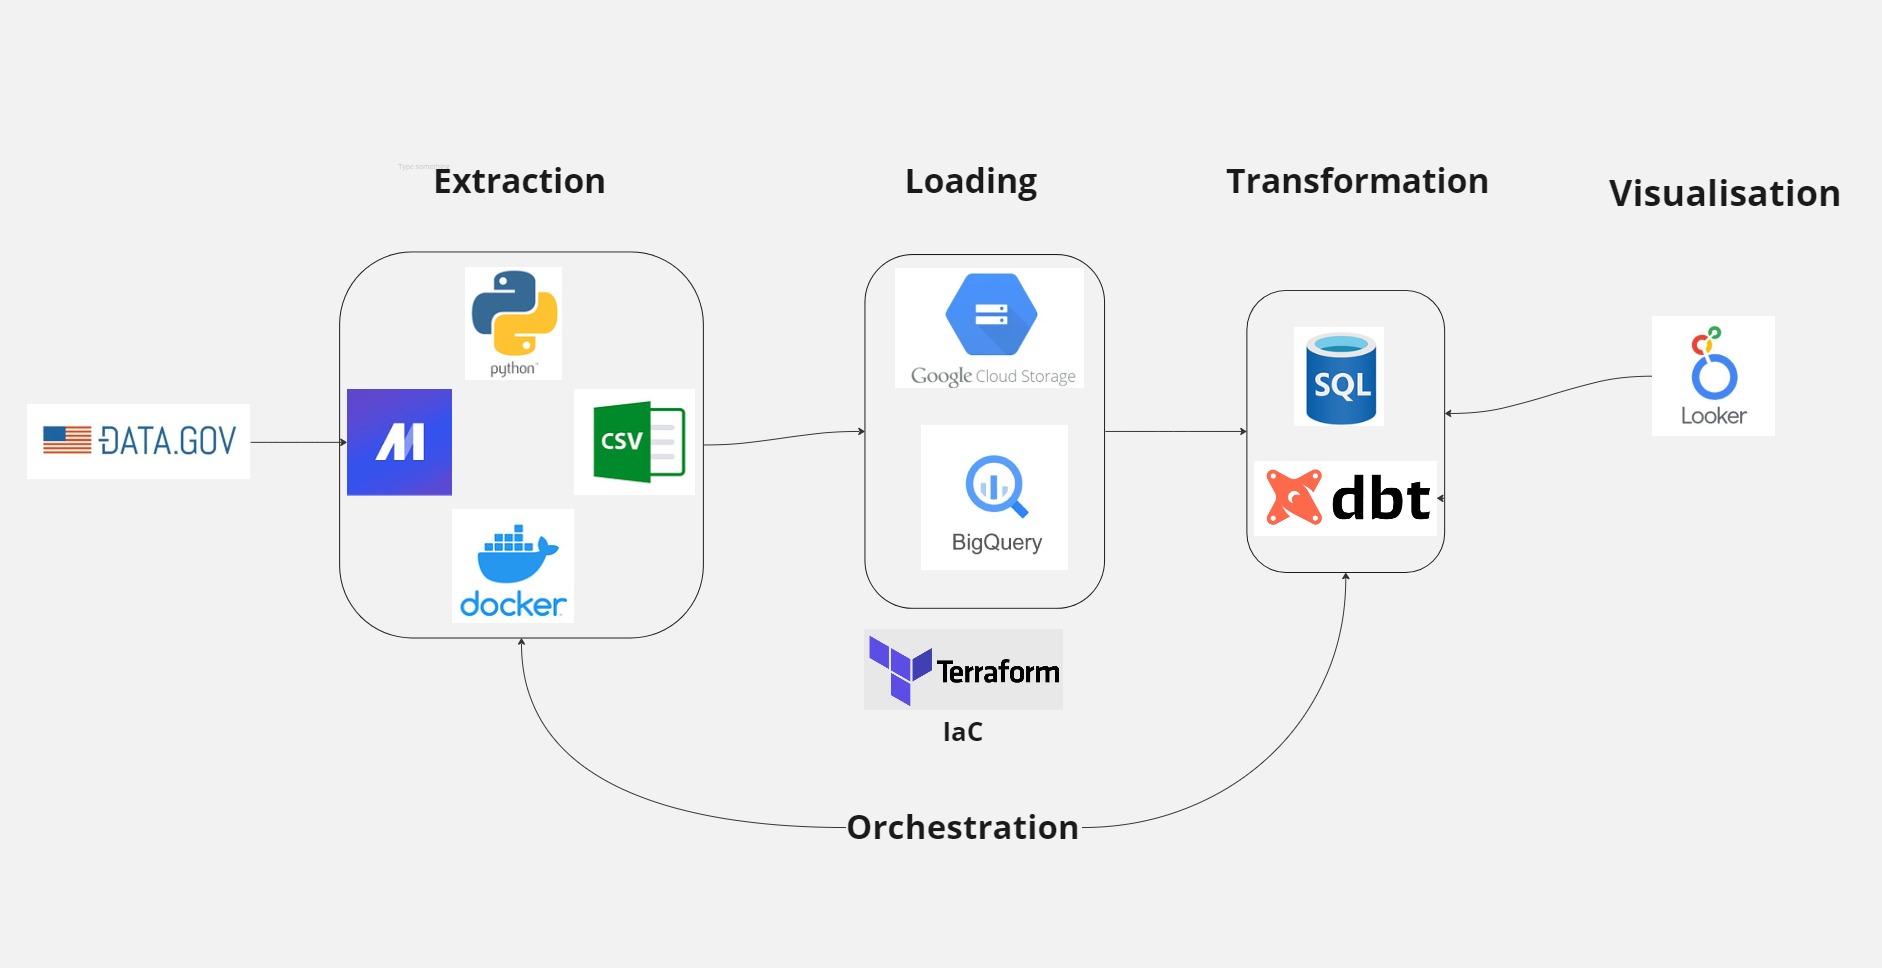 Type something
Extraction
Loading
Transformation
Visualisation
python
DATA.GOV
CSV
docker
Google Cloud Storage
BigQuery
Terraform
IaC
SQL
dbt
Looker
Orchestration